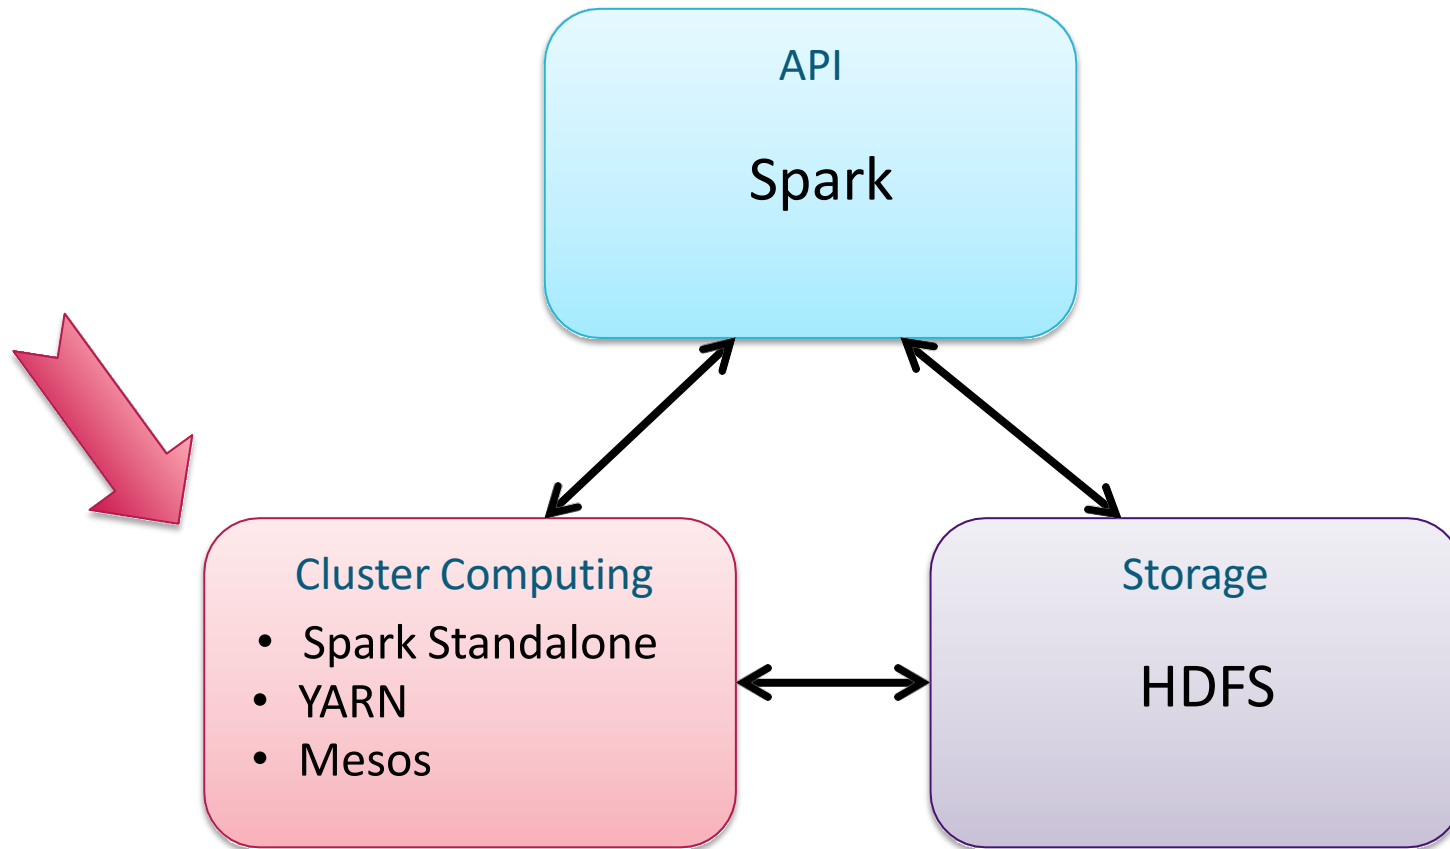 API
Spark
Cluster Computing
• Spark Standalone
• YARN
• Mesos
Storage
HDFS